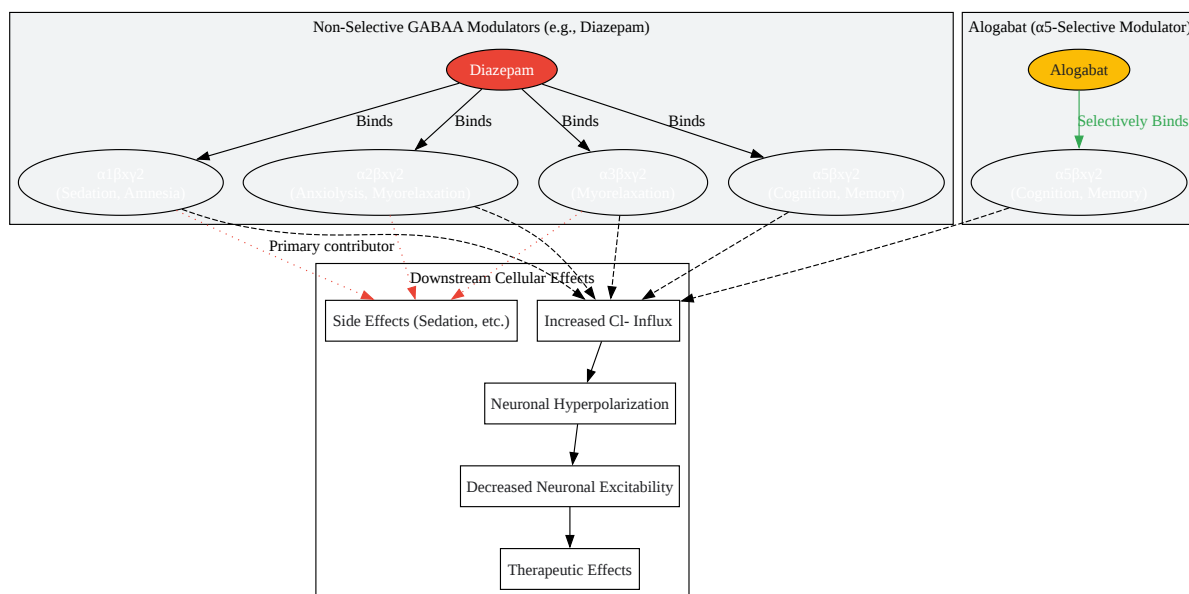 Non-Selective GABAA Modulators (e.g., Diazepam)
Alogabat (α5-Selective Modulator)
Diazepam
Alogabat
Binds
Binds
Binds
Binds
Selectively Binds
α1βxγ2
(Sedation, Amnesia)
α2βxγ2
(Anxiolysis, Myorelaxation)
α3βxγ2
(Myorelaxation)
α5βxγ2
(Cognition, Memory)
α5βxγ2
(Cognition, Memory)
Primary contributor
Downstream Cellular Effects
Side Effects (Sedation, etc.)
Increased Cl- Influx
Neuronal Hyperpolarization
Decreased Neuronal Excitability
Therapeutic Effects